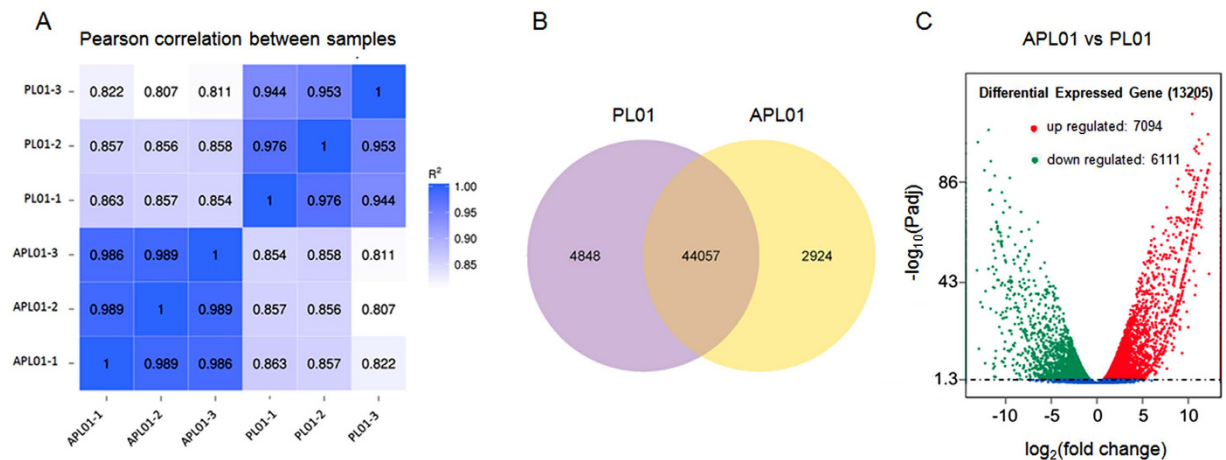 A
Pearson correlation between samples
PL01-3 0.822 0.807 0.811 0.944 0.953 1
PL01-2 0.857 0.856 0.858 0.976 1 0.953
PL01-1 0.863 0.857 0.854 1 0.976 0.944
APL01-3 0.986 0.989 1 0.854 0.858 0.811
APL01-2 0.989 1 0.989 0.857 0.856 0.807
APL01-1 1 0.989 0.986 0.863 0.857 0.822
APL01-1 APL01-2 APL01-3 PL01-1 PL01-2 PL01-3
R²
1.00
0.95
0.90
0.85
B
PL01 APL01
4848 44057 2924
C
APL01 vs PL01
Differential Expressed Gene (13205)
up regulated: 7094
down regulated: 6111
-log₁₀(Padj)
86
43
1.3
-10 -5 0 5 10
log₂(fold change)